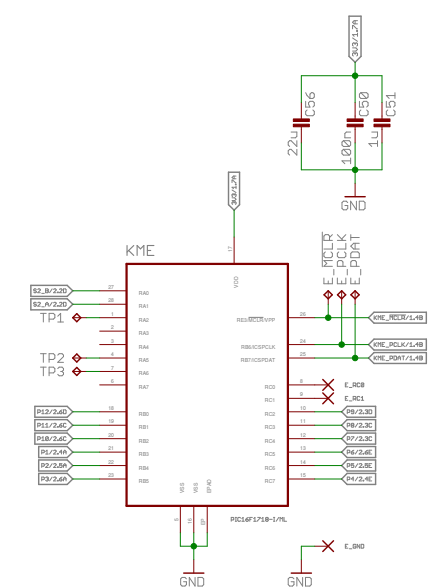 3V3/1.7A
C56
C50
C51
22u
100n
1u
GND
3V3/1.7A
KME
17
VDD
E_MCLR
E_PCLK
E_PDAT
S2_B/2.2D
27
RA0
S2_A/2.2D
28
RA1
TP1
1
RA2
2
RA3
3
RA4
TP2
4
RA5
TP3
7
RA6
6
RA7
RE3/MCLR/VPP
26
KME_MCLR/1.4B
RB6/ICSPCLK
24
KME_PCLK/1.4B
RB7/ICSPDAT
25
KME_PDAT/1.4B
RC0
8
E_RC0
RC1
9
E_RC1
P12/2.6D
18
RB0
RC2
10
P9/2.3D
P11/2.6C
19
RB1
RC3
11
P8/2.3C
P10/2.6C
20
RB2
RC4
12
P7/2.3C
P1/2.4A
21
RB3
RC5
13
P6/2.6E
P2/2.5A
22
RB4
RC6
14
P5/2.5E
P3/2.6A
23
RB5
RC7
15
P4/2.4E
VSS
VSS
EPAD
5
16
EP
PIC16F1718-I/ML
E_GND
GND
GND